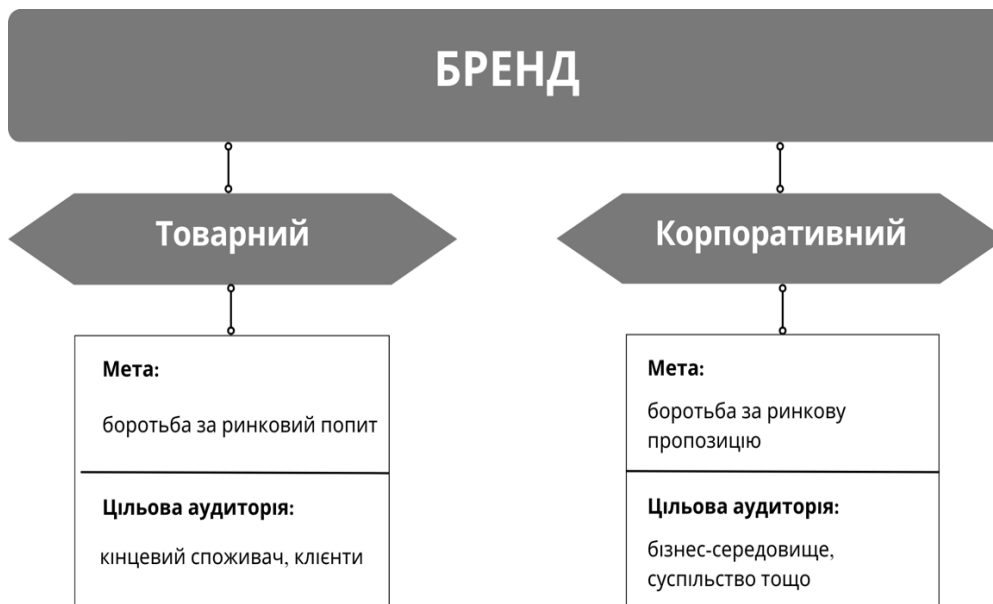 БРЕНД
Товарний
Корпоративний
Мета:
боротьба за ринковий попит
Цільова аудиторія:
кінцевий споживач, клієнти
Мета:
боротьба за ринкову
пропозицію
Цільова аудиторія:
бізнес-середовище,
суспільство тощо